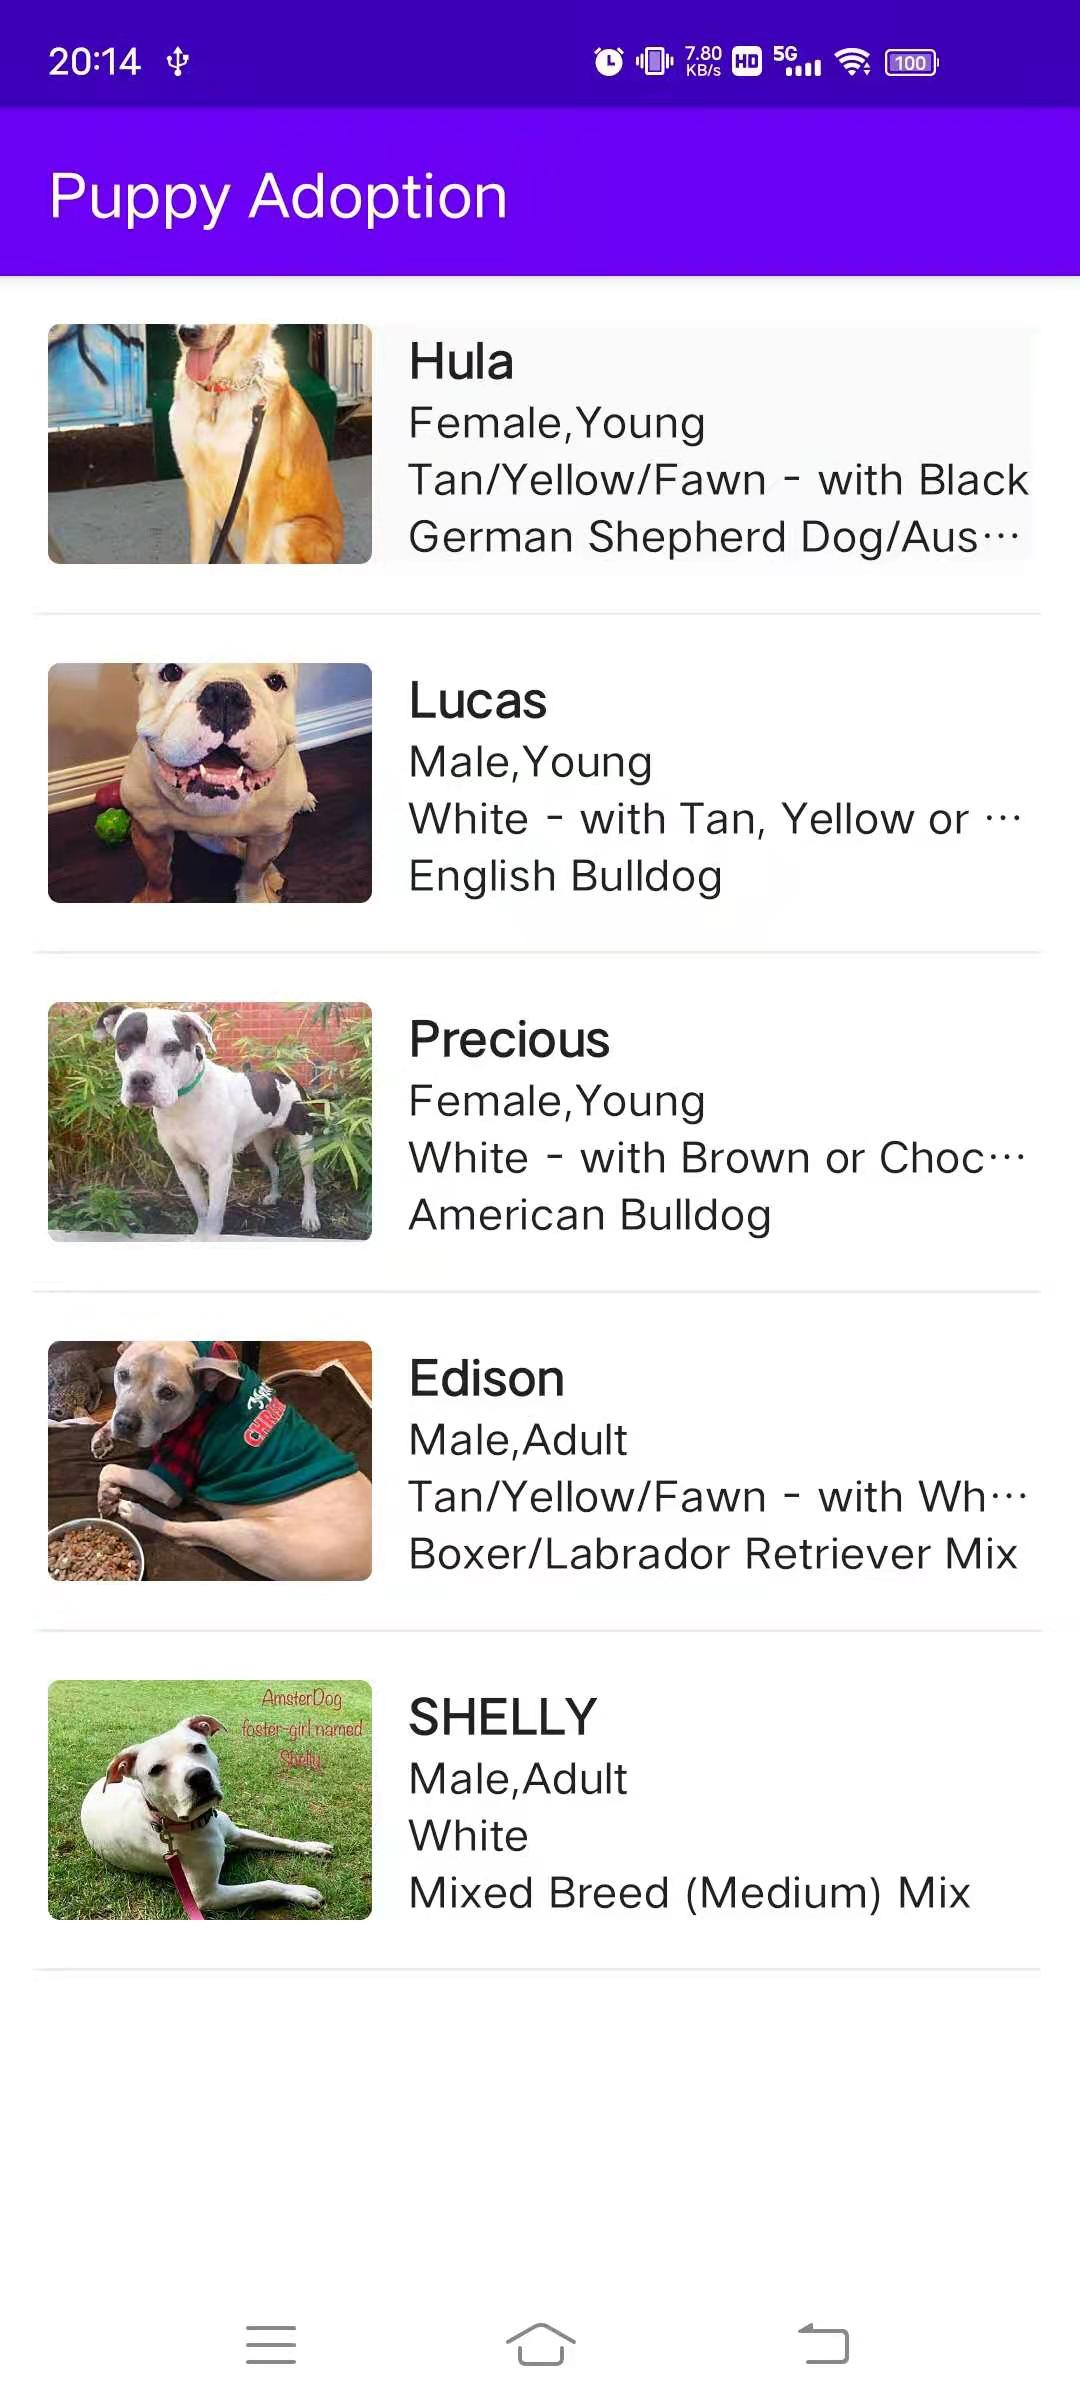 20:14
7.80
KB/s
HD
5G
100
Puppy Adoption
Hula
Female,Young
Tan/Yellow/Fawn - with Black
German Shepherd Dog/Aus···
Lucas
Male,Young
White - with Tan, Yellow or ···
English Bulldog
Precious
Female,Young
White - with Brown or Choc···
American Bulldog
Edison
Male,Adult
Tan/Yellow/Fawn - with Wh···
Boxer/Labrador Retriever Mix
AmsterDog
foster-girl named
Shelly
SHELLY
Male,Adult
White
Mixed Breed (Medium) Mix